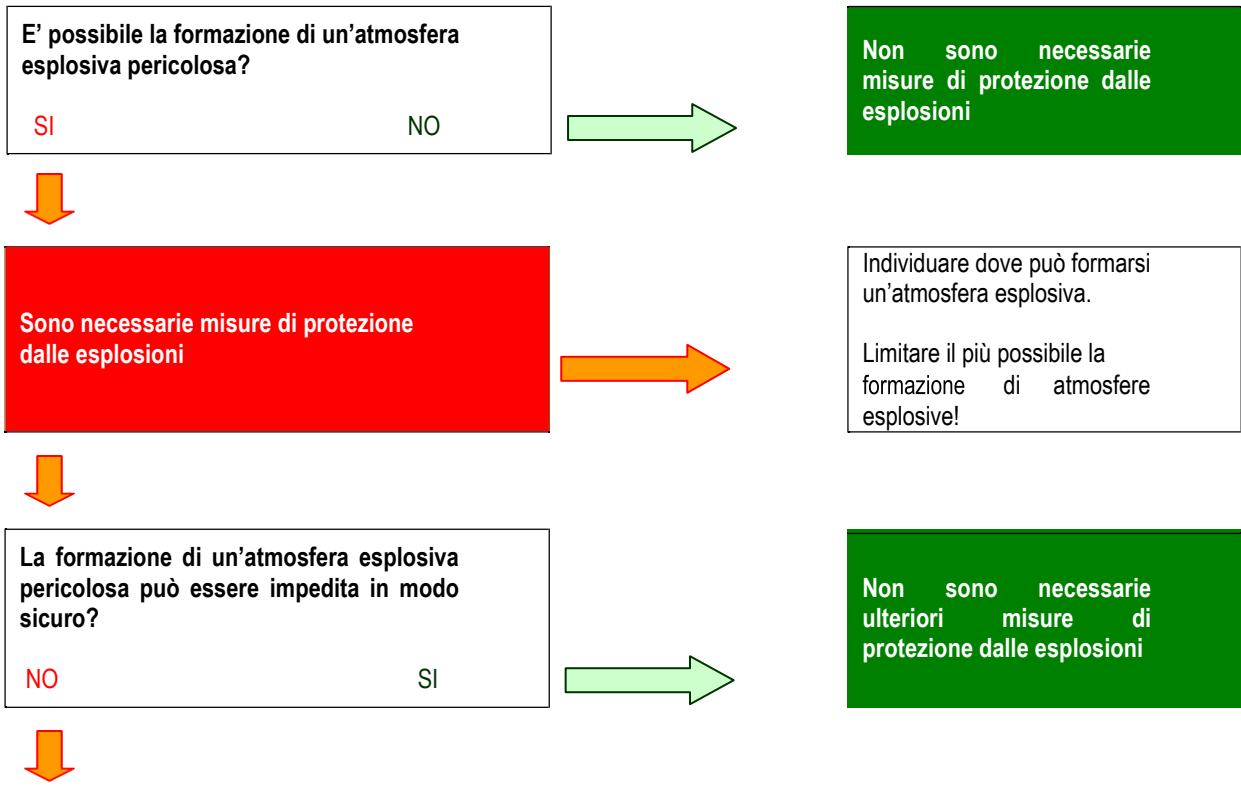 E' possibile la formazione di un'atmosfera
esplosiva pericolosa?
SI NO
Non sono necessarie
misure di protezione dalle
esplosioni
Sono necessarie misure di protezione
dalle esplosioni
Individuare dove può formarsi
un'atmosfera esplosiva.
Limitare il più possibile la
formazione di atmosfere
esplosive!
La formazione di un'atmosfera esplosiva
pericolosa può essere impedita in modo
sicuro?
NO SI
Non sono necessarie
ulteriori misure di
protezione dalle esplosioni